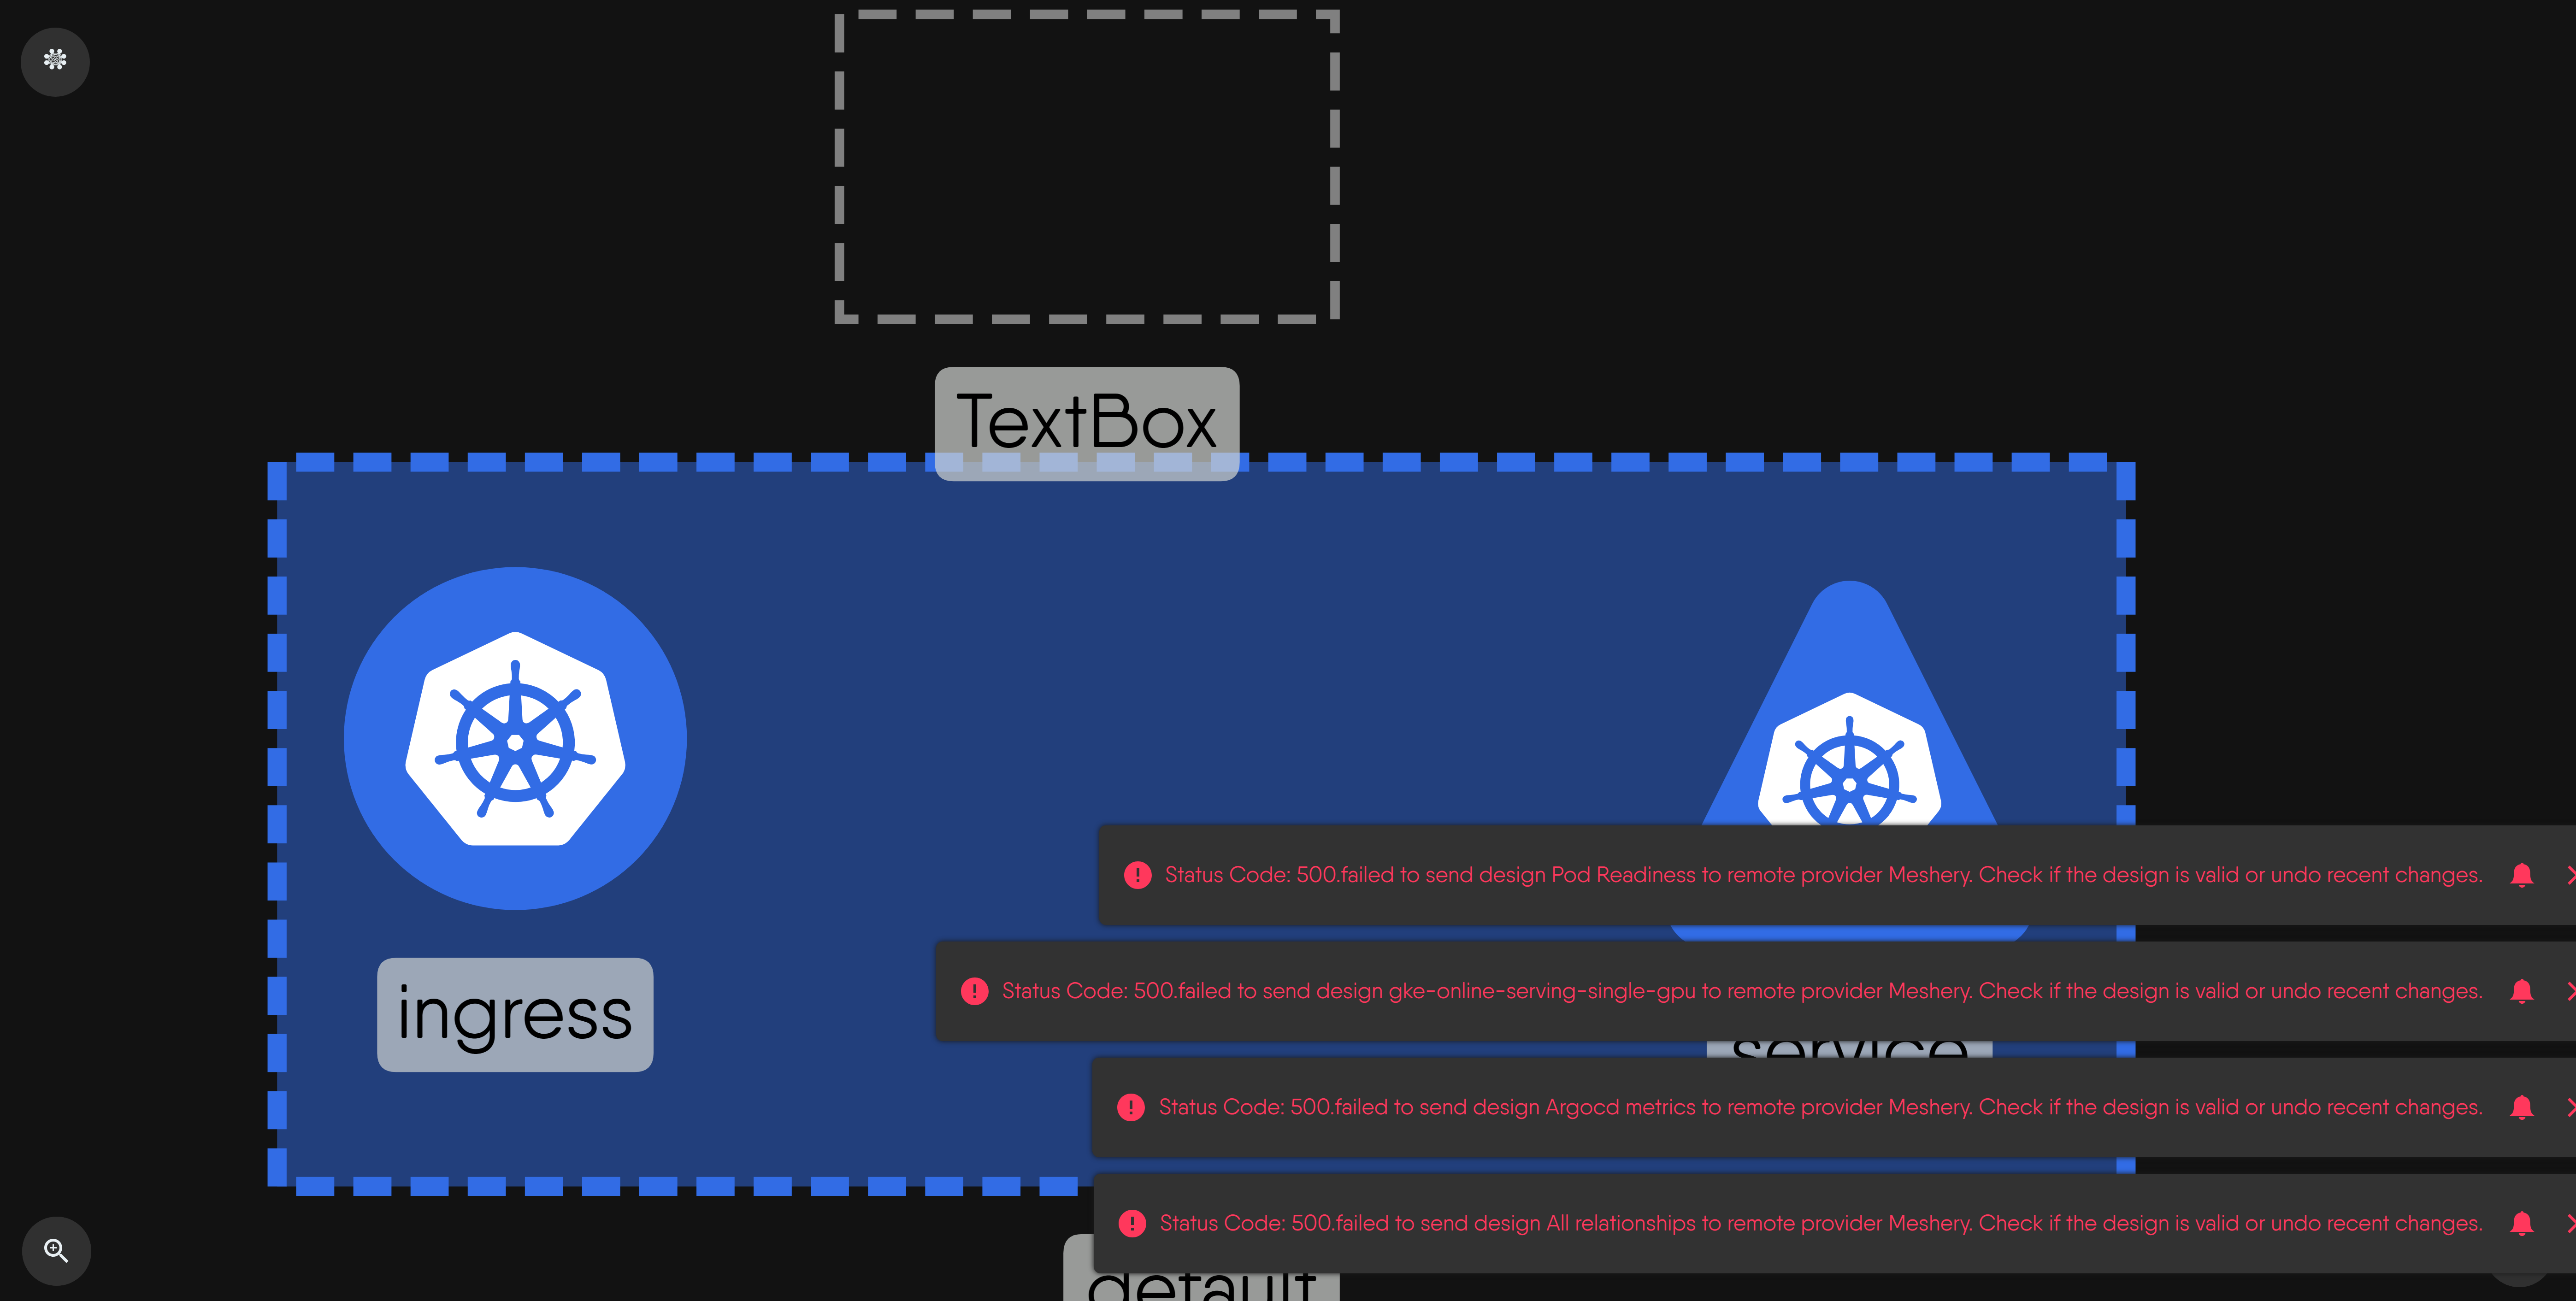 TextBox
ingress
Status Code: 500.failed to send design Pod Readiness to remote provider Meshery. Check if the design is valid or undo recent changes.
Status Code: 500.failed to send design gke-online-serving-single-gpu to remote provider Meshery. Check if the design is valid or undo recent changes.
service
Status Code: 500.failed to send design Argocd metrics to remote provider Meshery. Check if the design is valid or undo recent changes.
Status Code: 500.failed to send design All relationships to remote provider Meshery. Check if the design is valid or undo recent changes.
default